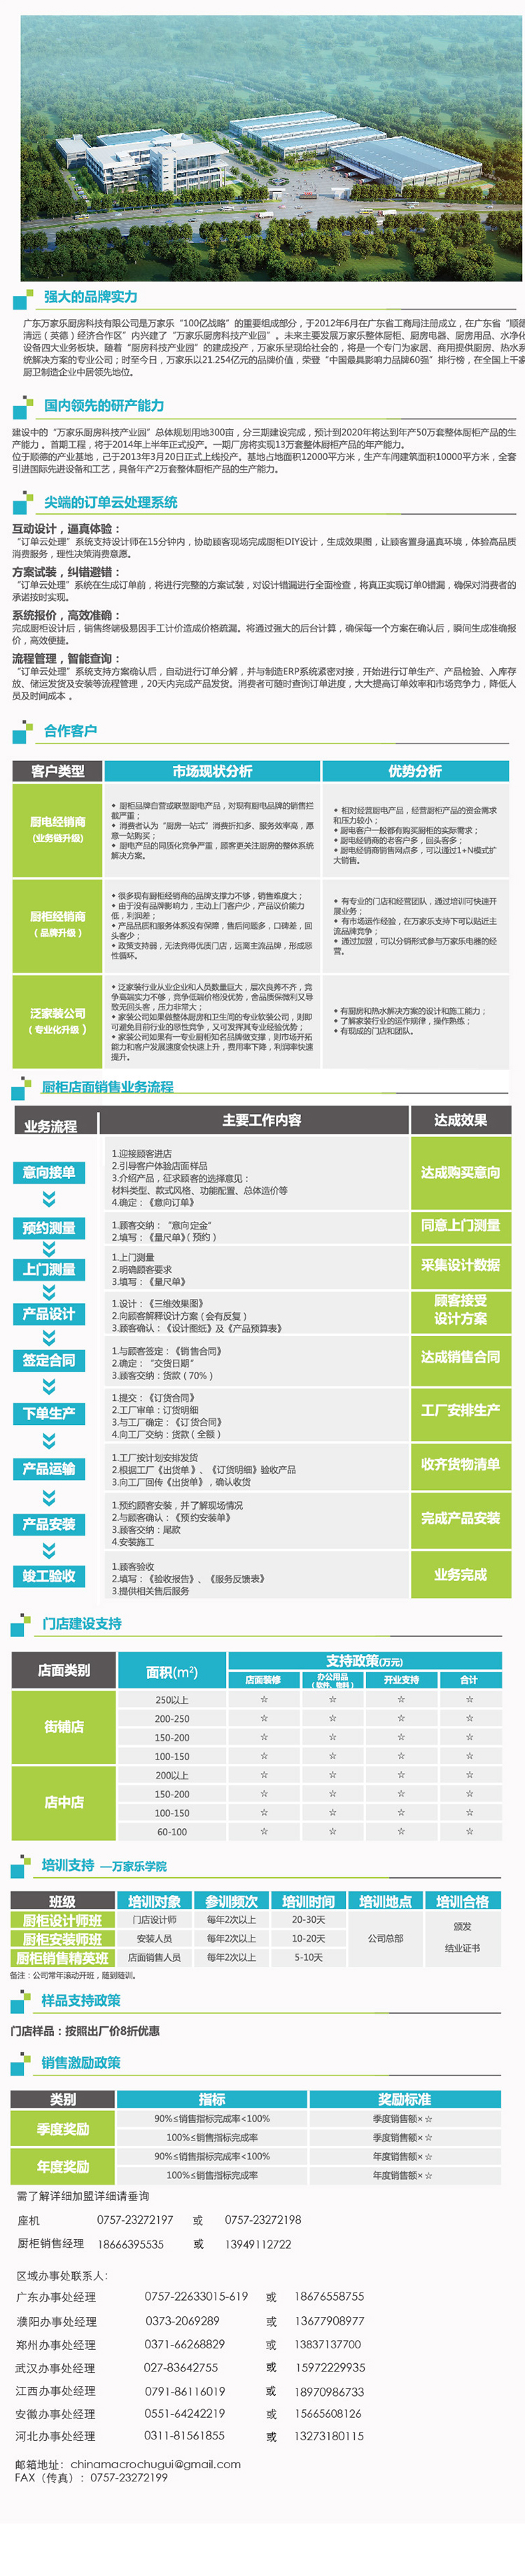 强大的品牌实力
广东万家乐厨房科技有限公司是万家乐“100亿战略”的重要组成部分，于2012年6月在广东省工商局注册成立，在广东省“顺德
清远（英德）经济合作区”内兴建了“万家乐厨房科技产业园”。未来主要发展万家乐整体厨柜、厨房电器、厨房用品、水净化
设备四大业务板块。随着“厨房科技产业园”的建成投产，万家乐呈现给社会的，将是一个专门为家居、商用提供厨房、热水系
统解决方案的专业公司；时至今日，万家乐以21.254亿元的品牌价值，荣登“中国最具影响力品牌60强”排行榜，在全国上千家
厨卫制造企业中居领先地位。
国内领先的研产能力
建设中的“万家乐厨房科技产业园”总体规划用地300亩，分三期建设完成，预计到2020年将达到年产50万套整体厨柜产品的生
产能力。首期工程，将于2014年上半年正式投产。一期厂房将实现13万套整体厨柜产品的年产能力。
位于顺德的产业基地，已于2013年3月20日正式上线投产。基地占地面积12000平方米，生产车间建筑面积10000平方米，全套
引进国际先进设备和工艺，具备年产2万套整体厨柜产品的生产能力。
尖端的订单云处理系统
互动设计，逼真体验：
“订单云处理”系统支持设计师在15分钟内，协助顾客现场完成厨柜DIY设计，生成效果图，让顾客置身逼真环境，体验高品质
消费服务，理性决策消费意愿。
方案试装，纠错避错：
“订单云处理”系统在生成订单前，将进行完整的方案试装，对设计错漏进行全面检查，将真正实现订单0错漏，确保对消费者的
承诺按时实现。
系统报价，高效准确：
完成厨柜设计后，销售终端极易因手工计价造成价格疏漏。将通过强大的后台计算，确保每一个方案在确认后，瞬间生成准确报
价，高效便捷。
流程管理，智能查询：
“订单云处理”系统支持方案确认后，自动进行订单分解，并与制造ERP系统紧密对接，开始进行订单生产、产品检验、入库存
放、储运发货及安装等流程管理，20天内完成产品发货。消费者可随时查询订单进度，大大提高订单效率和市场竞争力，降低人
员及时间成本 。
合作客户
客户类型 市场现状分析 优势分析
厨电经销商
(业务链升级)
• 厨柜品牌自营或联盟厨电产品，对现有厨电品牌的销售拦
截严重；
• 消费者认为“厨房一站式”消费折扣多、服务效率高，愿
意一站购买；
• 厨电产品的同质化竞争严重，顾客更关注厨房的整体系统
解决方案。
• 相对经营厨电产品，经营厨柜产品的资金需求
和压力较小；
• 厨电客户一般都有购买厨柜的实际需求；
• 厨电经销商的老客户多，回头客多；
• 厨电经销商销售网点多，可以通过1+N模式扩
大销售。
厨柜经销商
（ 品牌升级 ）
• 很多现有厨柜经销商的品牌支撑力不够，销售难度大；
• 由于没有品牌影响力，主动上门客户少，产品议价能力
低，利润差；
• 产品品质和服务体系没有保障，售后问题多，口碑差，回
头客少；
• 政策支持弱，无法竞得优质门店，远离主流品牌，形成恶
性循环。
• 有专业的门店和经营团队，通过培训可快速开
展业务；
• 有市场运作经验，在万家乐支持下可以贴近主
流品牌竞争；
• 通过加盟，可以分销形式参与万家乐电器的经
营。
泛家装公司
（ 专业化升级 ）
• 泛家装行业从业企业和人员数量巨大，层次良莠不齐，竞
争高端实力不够，竞争低端价格没优势，舍品质保微利又导
致无回头客，压力非常大；
• 家装公司如果做整体厨房和卫生间的专业软装公司，则即
可避免目前行业的恶性竞争，又可发挥其专业经验优势；
• 家装公司如果有一专业厨柜知名品牌做支撑，则市场开拓
能力和客户发展速度会快速上升，费用率下降，利润率快速
提升。
• 有厨房和热水解决方案的设计和施工能力；
• 了解家装行业的运作规律，操作熟练；
• 有现成的门店和团队。
厨柜店面销售业务流程
业务流程 主要工作内容 达成效果
意向接单
1.迎接顾客进店
2.引导客户体验店面样品
3.介绍产品，征求顾客的选择意见：
材料类型、款式风格、功能配置、总体造价等
4.确定：《意向订单》
达成购买意向
预约测量
1.顾客交纳：“意向定金”
2.填写：《量尺单》（预约）
同意上门测量
上门测量
1.上门测量
2.明确顾客要求
3.填写：《量尺单》
采集设计数据
产品设计
1.设计：《三维效果图》
2.向顾客解释设计方案（会有反复）
3.顾客确认：《设计图纸》及《产品预算表》
顾客接受
设计方案
签定合同
1.与顾客签定：《销售合同》
2.确定：“交货日期”
3.顾客交纳：货款（70%）
达成销售合同
下单生产
1.提交：《订货合同》
2.工厂审单：订货明细
3.与工厂确定：《订货合同》
4.向工厂交纳：货款（全额）
工厂安排生产
产品运输
1.工厂按计划安排发货
2.根据工厂《出货单》、《订货明细》验收产品
3.向工厂回传《出货单》，确认收货
收齐货物清单
产品安装
1.预约顾客安装，并了解现场情况
2.与顾客确认：《预约安装单》
3.顾客交纳：尾款
4.安装施工
完成产品安装
竣工验收
1.顾客验收
2.填写：《验收报告》、《服务反馈表》
3.提供相关售后服务
业务完成
门店建设支持
店面类别 面积(m²) 支持政策(万元)
店面装修 办公用品（软件、物料） 开业支持 合计
街铺店
250以上 ☆ ☆ ☆ ☆
200-250 ☆ ☆ ☆ ☆
150-200 ☆ ☆ ☆ ☆
100-150 ☆ ☆ ☆ ☆
店中店
200以上 ☆ ☆ ☆ ☆
150-200 ☆ ☆ ☆ ☆
100-150 ☆ ☆ ☆ ☆
60-100 ☆ ☆ ☆ ☆
培训支持 —万家乐学院
班级 培训对象 参训频次 培训时间 培训地点 培训合格
厨柜设计师班 门店设计师 每年2次以上 20-30天
厨柜安装师班 安装人员 每年2次以上 10-20天 公司总部 颁发
结业证书
厨柜销售精英班 店面销售人员 每年2次以上 5-10天
备注：公司常年滚动开班，随到随训。
样品支持政策
门店样品：按照出厂价8折优惠
销售激励政策
类别 指标 奖励标准
季度奖励
90%≤销售指标完成率<100% 季度销售额×☆
100%≤销售指标完成率 季度销售额×☆
年度奖励
90%≤销售指标完成率<100% 年度销售额×☆
100%≤销售指标完成率 年度销售额×☆
需了解详细加盟详细请垂询
座机 0757-23272197 或 0757-23272198
厨柜销售经理 18666395535 或 13949112722
区域办事处联系人：
广东办事处经理 0757-22633015-619 或 18676558755
濮阳办事处经理 0373-2069289 或 13677908977
郑州办事处经理 0371-66268829 或 13837137700
武汉办事处经理 027-83642755 或 15972229935
江西办事处经理 0791-86116019 或 18970986733
安徽办事处经理 0551-64242219 或 15665608126
河北办事处经理 0311-81561855 或 13273180115
邮箱地址：chinamacrochugui@gmail.com
FAX（传真）：0757-23272199